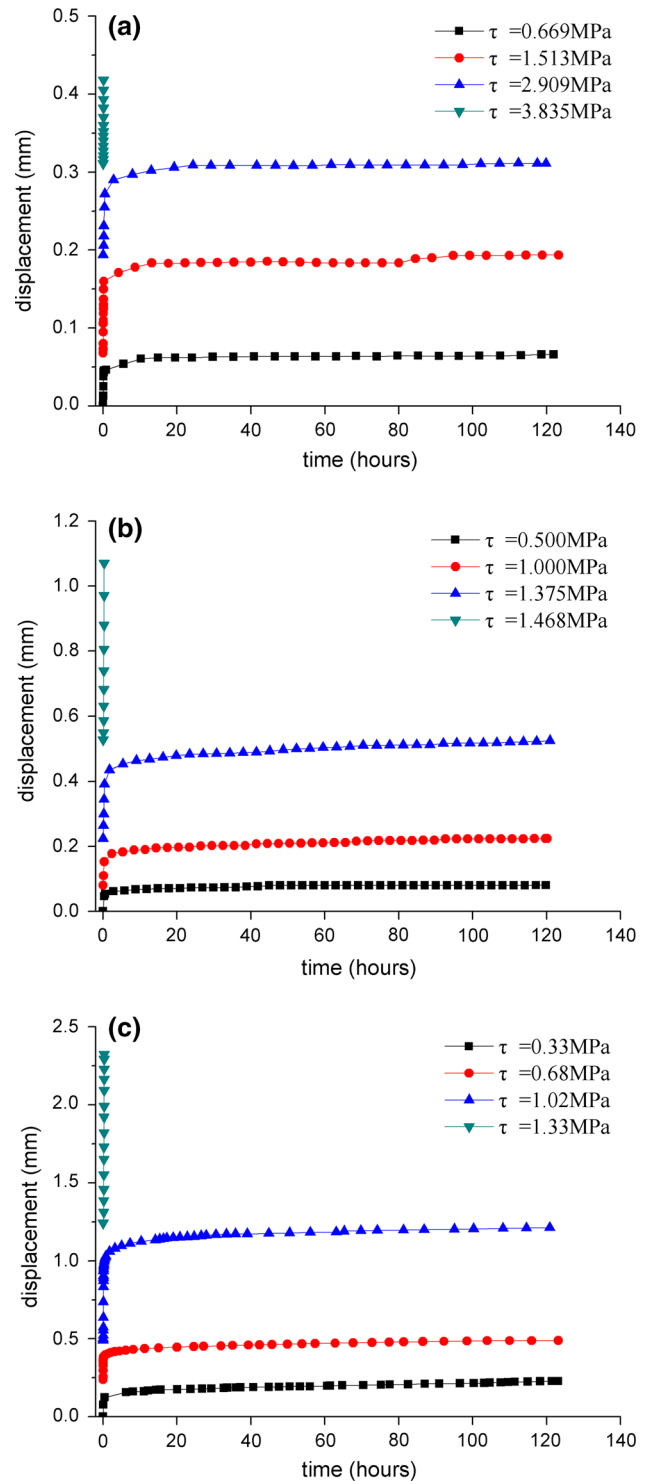 (a)
τ =0.669MPa
τ =1.513MPa
τ =2.909MPa
τ =3.835MPa
0.5
0.4
0.3
0.2
0.1
0.0
displacement (mm)
0 20 40 60 80 100 120 140
time (hours)
(b)
τ =0.500MPa
τ =1.000MPa
τ =1.375MPa
τ =1.468MPa
1.2
1.0
0.8
0.6
0.4
0.2
0.0
displacement (mm)
0 20 40 60 80 100 120 140
time (hours)
(c)
τ =0.33MPa
τ =0.68MPa
τ =1.02MPa
τ =1.33MPa
2.5
2.0
1.5
1.0
0.5
0.0
displacement (mm)
0 20 40 60 80 100 120 140
time (hours)